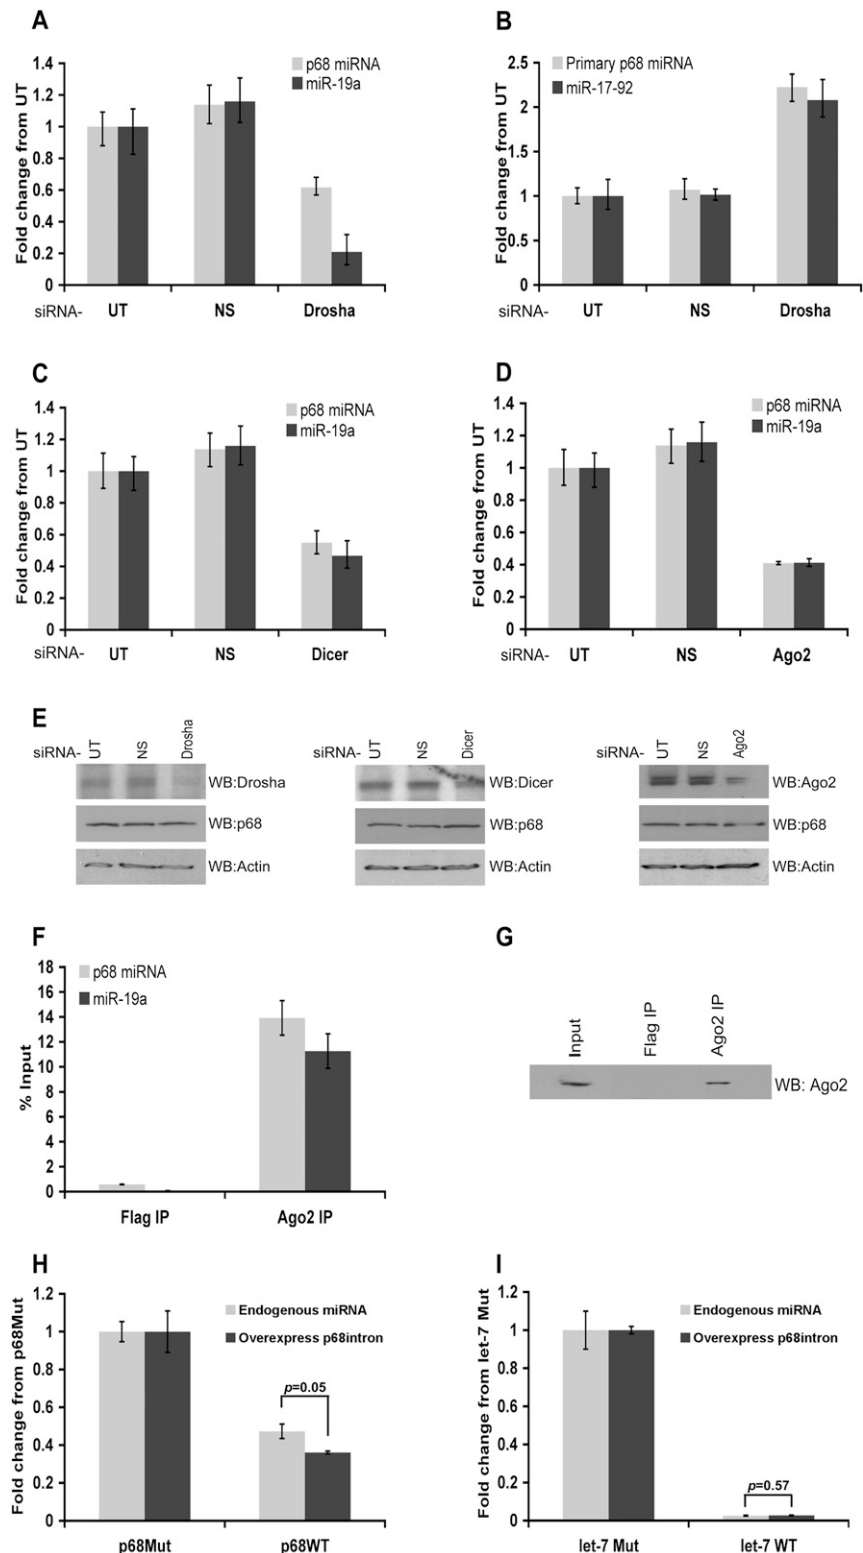 A
Fold change from UT
1.4
1.2
1
0.8
0.6
0.4
0.2
0
p68 miRNA
miR-19a
siRNA- UT NS Drosha
B
Fold change from UT
2.5
2
1.5
1
0.5
0
Primary p68 miRNA
miR-17-92
siRNA- UT NS Drosha
C
Fold change from UT
1.4
1.2
1
0.8
0.6
0.4
0.2
0
p68 miRNA
miR-19a
siRNA- UT NS Dicer
D
Fold change from UT
1.4
1.2
1
0.8
0.6
0.4
0.2
0
p68 miRNA
miR-19a
siRNA- UT NS Ago2
E
siRNA- UT NS Drosha
WB:Drosha
WB:p68
WB:Actin
siRNA- UT NS Dicer
WB:Dicer
WB:p68
WB:Actin
siRNA- UT NS Ago2
WB:Ago2
WB:p68
WB:Actin
F
% Input
18
16
14
12
10
8
6
4
2
0
p68 miRNA
miR-19a
Flag IP Ago2 IP
G
Input Flag IP Ago2 IP
WB: Ago2
H
Fold change from p68Mut
1.2
1
0.8
0.6
0.4
0.2
0
Endogenous miRNA
Overexpress p68intron
p=0.05
p68Mut p68WT
I
Fold change from let-7 Mut
1.2
1
0.8
0.6
0.4
0.2
0
Endogenous miRNA
Overexpress p68intron
p=0.57
let-7 Mut let-7 WT